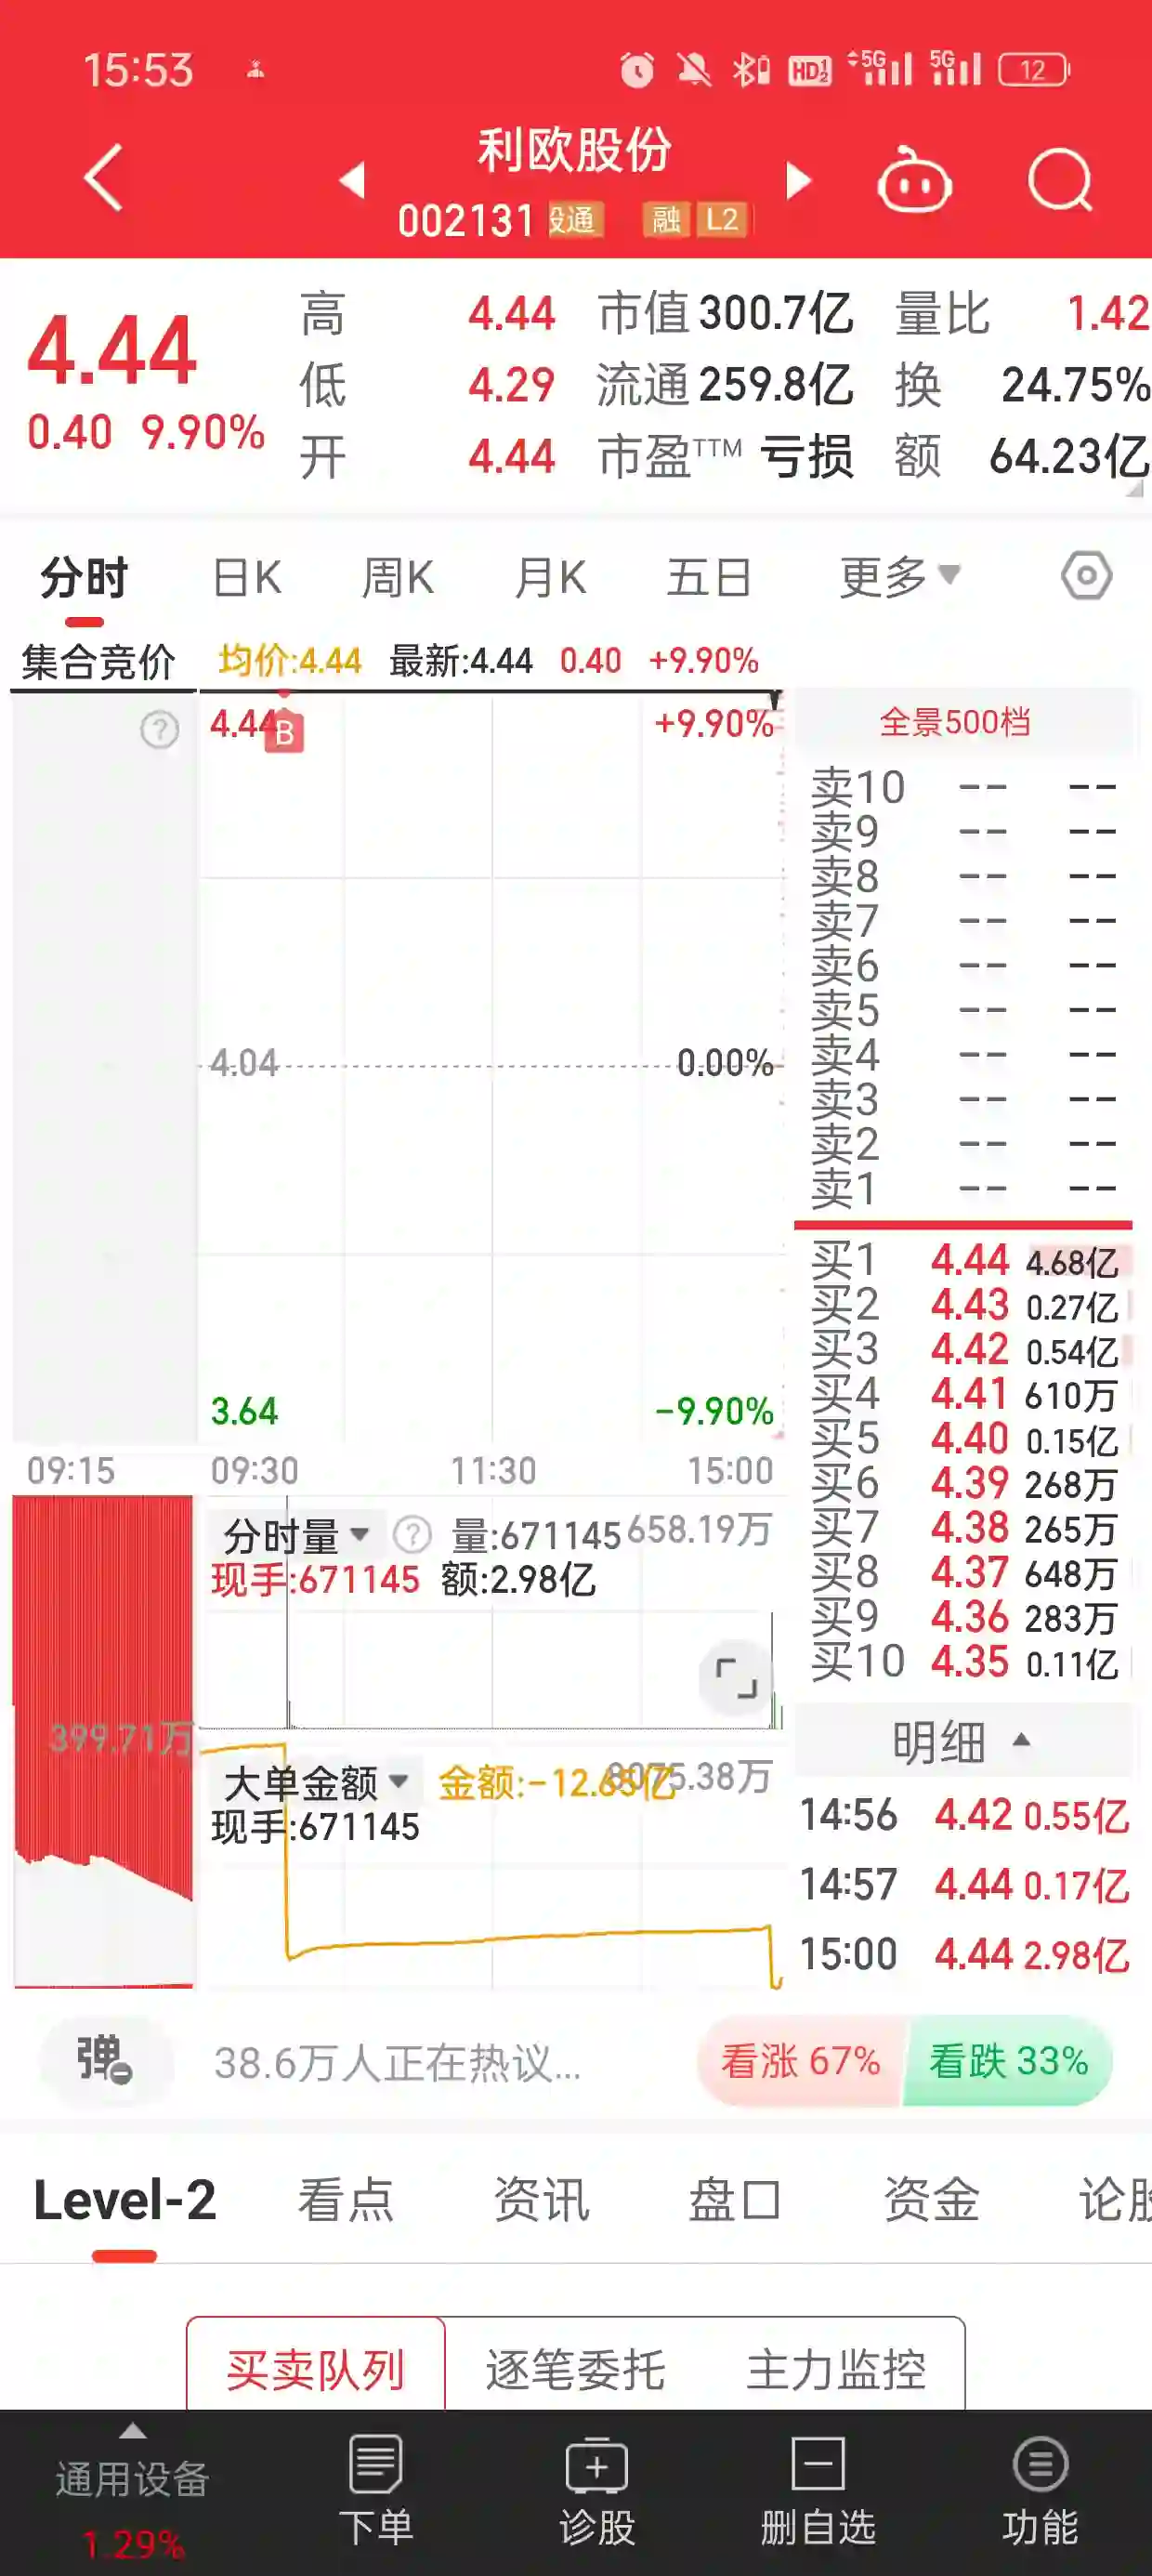 15:53 HD 5G 5G 12
利欧股份
002131 股通 融 L2
4.44
0.40 9.90%
高 4.44 市值 300.7亿 量比 1.42
低 4.29 流通 259.8亿 换 24.75%
开 4.44 市盈TTM 亏损 额 64.23亿
分时 日K 周K 月K 五日 更多
集合竞价 均价:4.44 最新:4.44 0.40 +9.90%
4.44 B +9.90%
4.04 0.00%
3.64 -9.90%
09:15 09:30 11:30 15:00
分时量 ? 量:671145 658.19万
现手:671145 额:2.98亿
399.71万
大单金额 金额:-12.65亿 8075.38万
现手:671145
全景500档
卖10 -- --
卖9 -- --
卖8 -- --
卖7 -- --
卖6 -- --
卖5 -- --
卖4 -- --
卖3 -- --
卖2 -- --
卖1 -- --
买1 4.44 4.68亿
买2 4.43 0.27亿
买3 4.42 0.54亿
买4 4.41 610万
买5 4.40 0.15亿
买6 4.39 268万
买7 4.38 265万
买8 4.37 648万
买9 4.36 283万
买10 4.35 0.11亿
明细
14:56 4.42 0.55亿
14:57 4.44 0.17亿
15:00 4.44 2.98亿
弹 38.6万人正在热议... 看涨 67% 看跌 33%
Level-2 看点 资讯 盘口 资金 论股
买卖队列 逐笔委托 主力监控
通用设备
1.29%
下单 诊股 删自选 功能